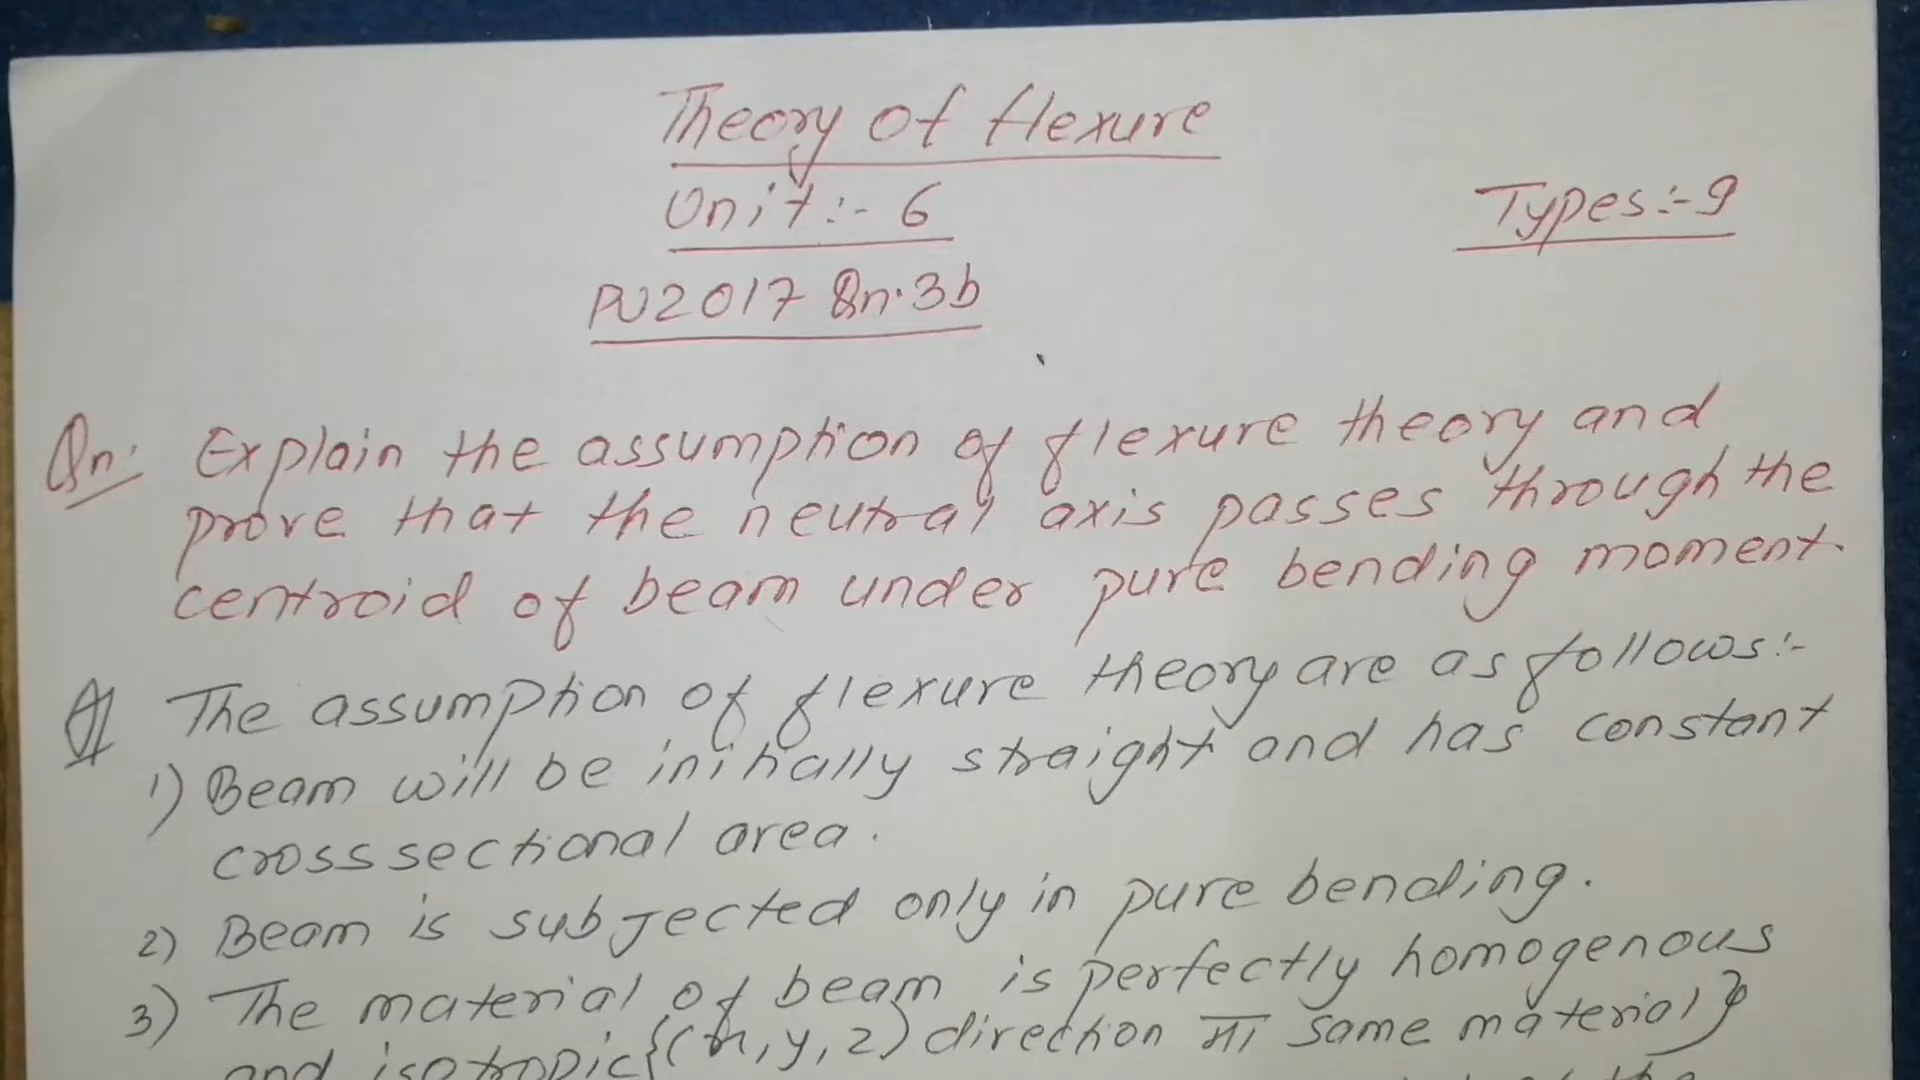 Theory of flexure
Unit:- 6
Types:- 9
PU2017 Qn.3b
Qn: Explain the assumption of flexure theory and
prove that the neutral axis passes through the
centroid of beam under pure bending moment.
The assumption of flexure theory are as follows:-
1) Beam will be initially straight and has constant
crosssectional area.
2) Beam is subjected only in pure bending.
3) The material of beam is perfectly homogenous
and isotropic{(x,y,z) direction मा same material}
the